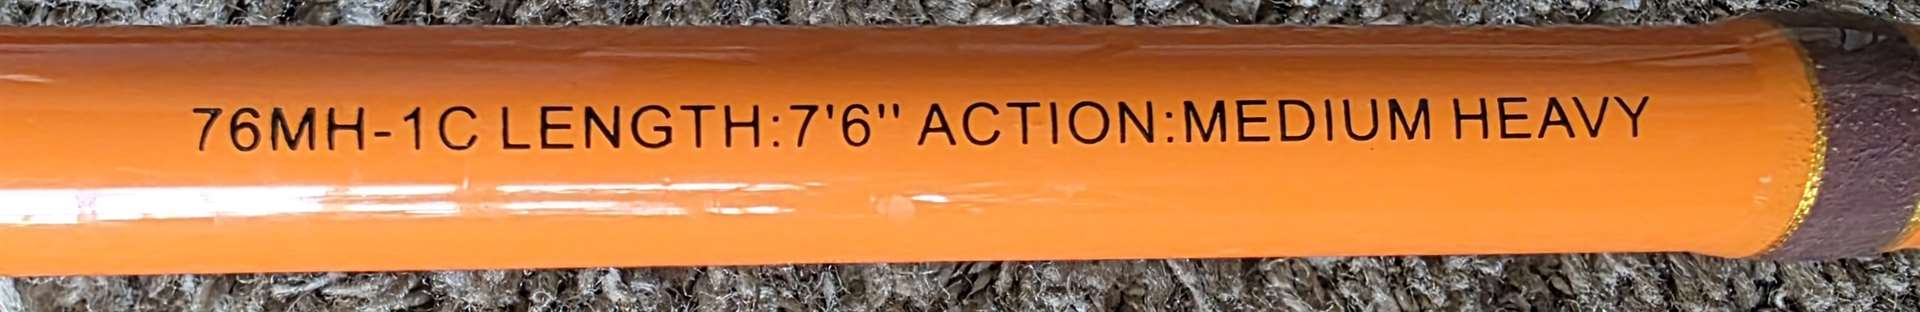 76MH-1C LENGTH:7'6'' ACTION:MEDIUM HEAVY